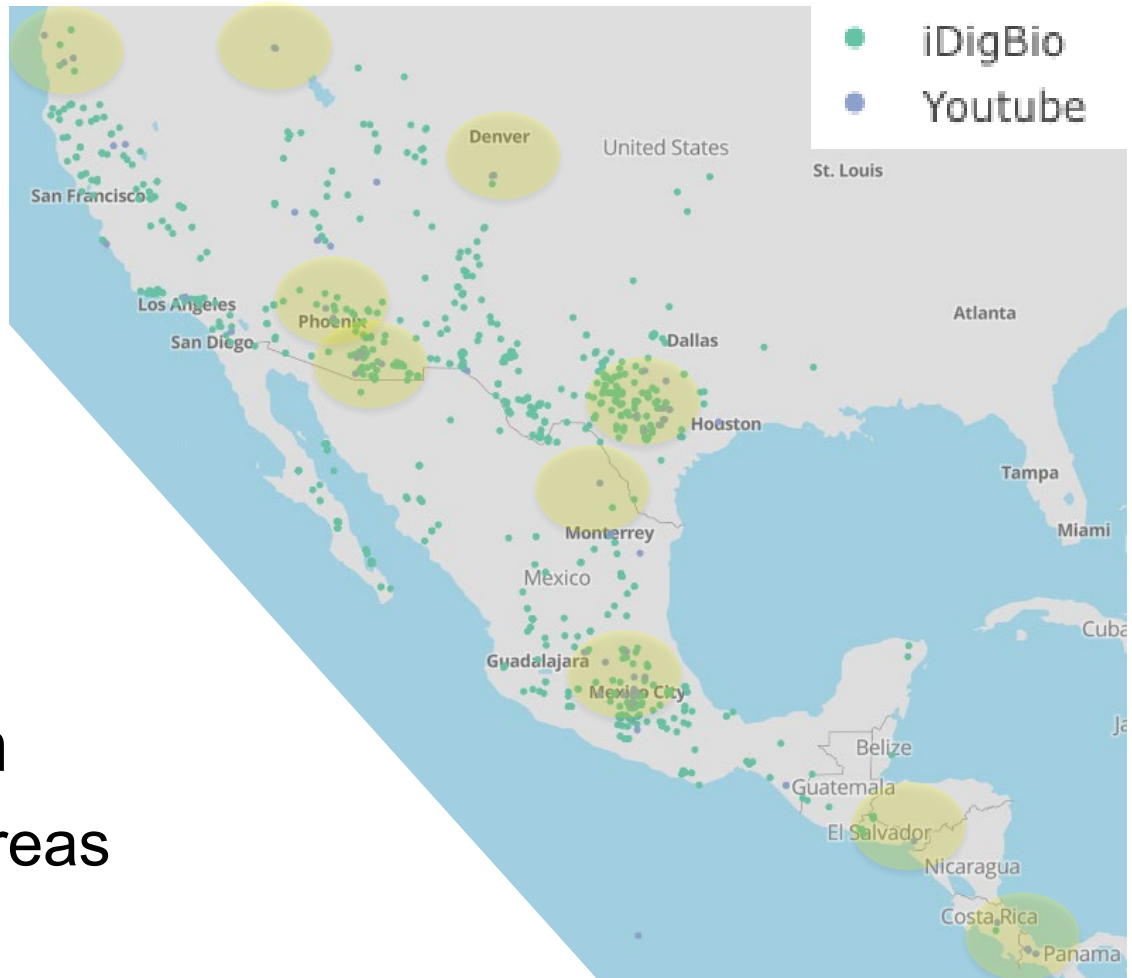 iDigBio
Youtube
Denver
United States
St. Louis
San Francisco
Los Angeles
Phoenix
San Diego
Atlanta
Dallas
Houston
Tampa
Monterrey
Miami
Mexico
Cuba
Guadalajara
Mexico City
Ja
Belize
Guatemala
El Salvador
Nicaragua
Costa Rica
Panama
reas